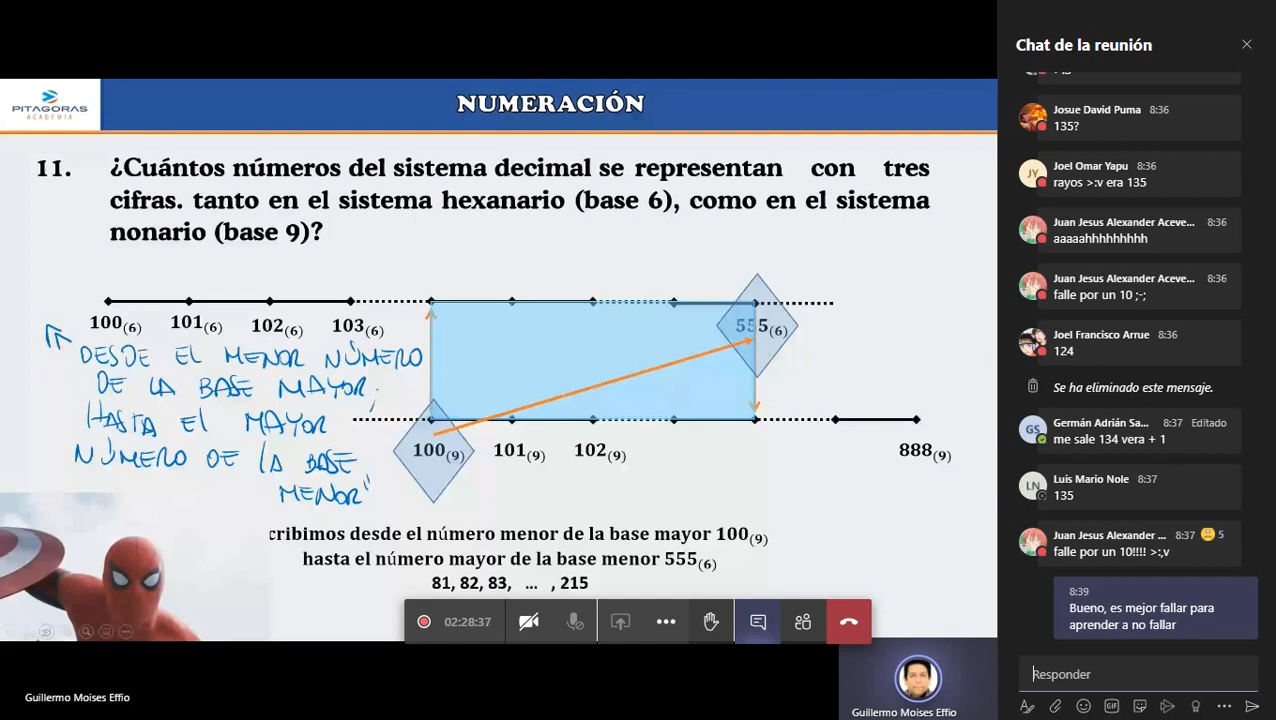 Chat de la reunión
PITAGORAS
ACADEMIA
NUMERACIÓN
11. ¿Cuántos números del sistema decimal se representan con tres
cifras. tanto en el sistema hexanario (base 6), como en el sistema
nonario (base 9)?
100(6) 101(6) 102(6) 103(6) 555(6)
DESDE EL MENOR NÚMERO
DE LA BASE MAYOR,
HASTA EL MAYOR
NÚMERO DE LA BASE
MENOR"
100(9) 101(9) 102(9) 888(9)
cribimos desde el número menor de la base mayor 100(9)
hasta el número mayor de la base menor 555(6)
81, 82, 83, ... , 215
02:28:37
Guillermo Moises Effio
Guillermo Moises Effio
Josue David Puma 8:36
135?
JY
Joel Omar Yapu 8:36
rayos >:v era 135
Juan Jesus Alexander Aceve... 8:36
aaaaahhhhhhhhh
Juan Jesus Alexander Aceve... 8:36
falle por un 10 ;-;
Joel Francisco Arrue 8:36
124
Se ha eliminado este mensaje.
GS
Germán Adrián Sa... 8:37 Editado
me sale 134 vera + 1
LN
Luis Mario Nole 8:37
135
Juan Jesus Alexander ... 8:37 5
falle por un 10!!!! >:,v
8:39
Bueno, es mejor fallar para
aprender a no fallar
Responder
GIF